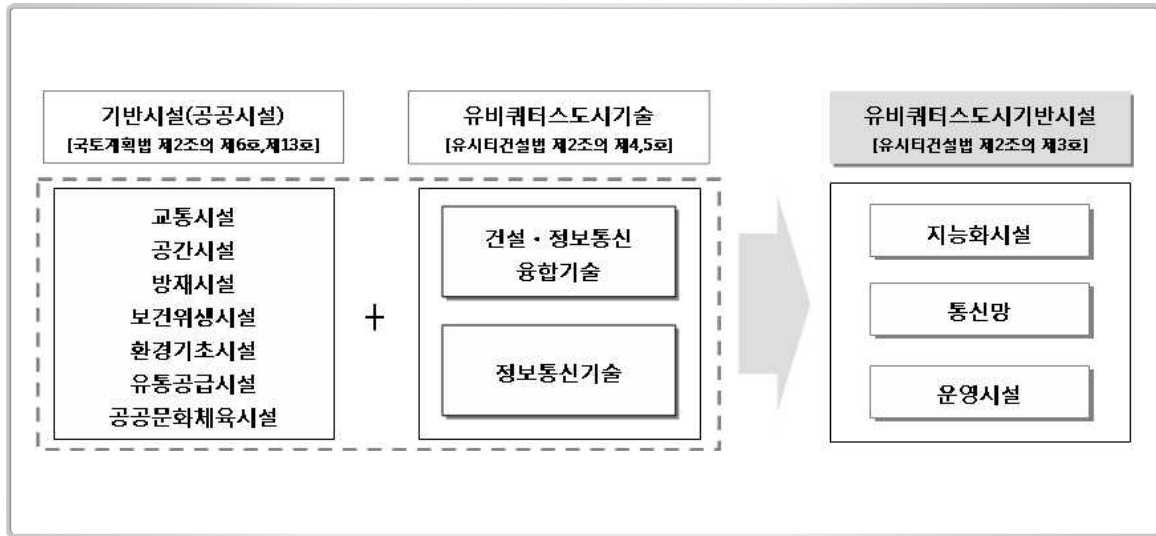 기반시설(공공시설)
[국토계획법 제2조의 제6호,제13호]
교통시설
공간시설
방재시설
보건위생시설
환경기초시설
유통공급시설
공공문화체육시설
+
유비쿼터스도시기술
[유시티건설법 제2조의 제4,5호]
건설·정보통신
융합기술
정보통신기술
유비쿼터스도시기반시설
[유시티건설법 제2조의 제3호]
지능화시설
통신망
운영시설